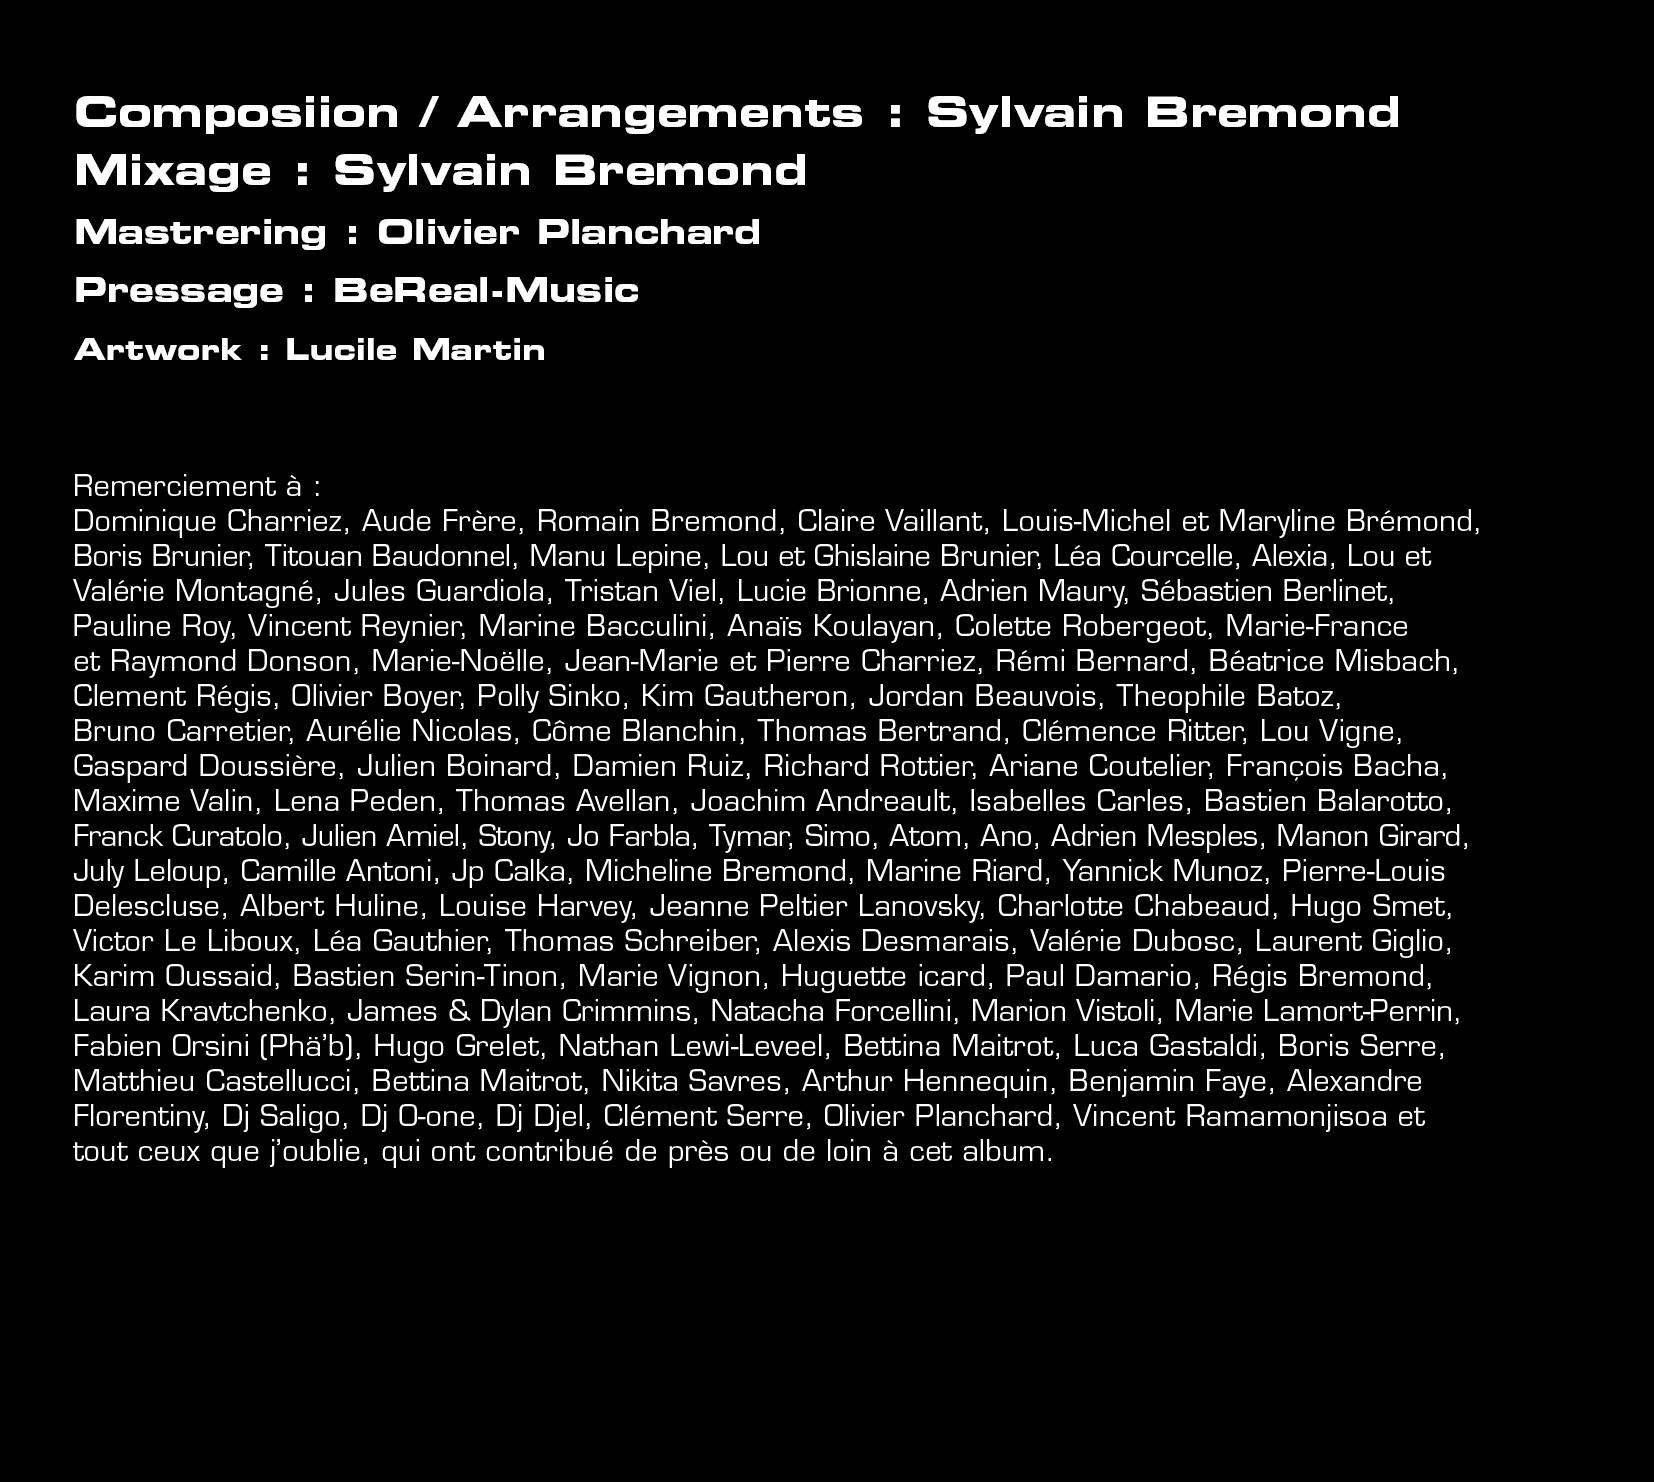 Composiion / Arrangements : Sylvain Bremond
Mixage : Sylvain Bremond
Mastrering : Olivier Planchard
Pressage : BeReal-Music
Artwork : Lucile Martin
Remerciement à :
Dominique Charriez, Aude Frère, Romain Bremond, Claire Vaillant, Louis-Michel et Maryline Brémond,
Boris Brunier, Titouan Baudonnel, Manu Lepine, Lou et Ghislaine Brunier, Léa Courcelle, Alexia, Lou et
Valérie Montagné, Jules Guardiola, Tristan Viel, Lucie Brionne, Adrien Maury, Sébastien Berlinet,
Pauline Roy, Vincent Reynier, Marine Bacculini, Anaïs Koulayan, Colette Robergeot, Marie-France
et Raymond Donson, Marie-Noëlle, Jean-Marie et Pierre Charriez, Rémi Bernard, Béatrice Misbach,
Clement Régis, Olivier Boyer, Polly Sinko, Kim Gautheron, Jordan Beauvois, Theophile Batoz,
Bruno Carretier, Aurélie Nicolas, Côme Blanchin, Thomas Bertrand, Clémence Ritter, Lou Vigne,
Gaspard Doussière, Julien Boinard, Damien Ruiz, Richard Rottier, Ariane Coutelier, François Bacha,
Maxime Valin, Lena Peden, Thomas Avellan, Joachim Andreault, Isabelles Carles, Bastien Balarotto,
Franck Curatolo, Julien Amiel, Stony, Jo Farbla, Tymar, Simo, Atom, Ano, Adrien Mesples, Manon Girard,
July Leloup, Camille Antoni, Jp Calka, Micheline Bremond, Marine Riard, Yannick Munoz, Pierre-Louis
Delescluse, Albert Huline, Louise Harvey, Jeanne Peltier Lanovsky, Charlotte Chabeaud, Hugo Smet,
Victor Le Liboux, Léa Gauthier, Thomas Schreiber, Alexis Desmarais, Valérie Dubosc, Laurent Giglio,
Karim Oussaid, Bastien Serin-Tinon, Marie Vignon, Huguette icard, Paul Damario, Régis Bremond,
Laura Kravtchenko, James & Dylan Crimmins, Natacha Forcellini, Marion Vistoli, Marie Lamort-Perrin,
Fabien Orsini (Phä'b), Hugo Grelet, Nathan Lewi-Leveel, Bettina Maitrot, Luca Gastaldi, Boris Serre,
Matthieu Castellucci, Bettina Maitrot, Nikita Savres, Arthur Hennequin, Benjamin Faye, Alexandre
Florentiny, Dj Saligo, Dj O-one, Dj Djel, Clément Serre, Olivier Planchard, Vincent Ramamonjisoa et
tout ceux que j'oublie, qui ont contribué de près ou de loin à cet album.